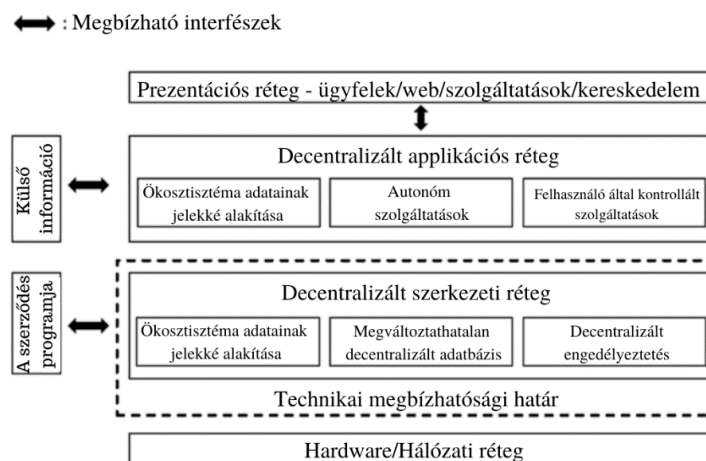 : Megbízható interfészek
Prezentációs réteg - ügyfelek/web/szolgáltatások/kereskedelem
Külső
információ
Decentralizált applikációs réteg
Ökosztisztéma adatainak
jelekké alakítása
Autonóm
szolgáltatások
Felhasználó által kontrollált
szolgáltatások
A szerződés
programja
Decentralizált szerkezeti réteg
Ökosztisztéma adatainak
jelekké alakítása
Megváltoztathatalan
decentralizált adatbázis
Decentralizált
engedélyeztetés
Technikai megbízhatósági határ
Hardware/Hálózati réteg